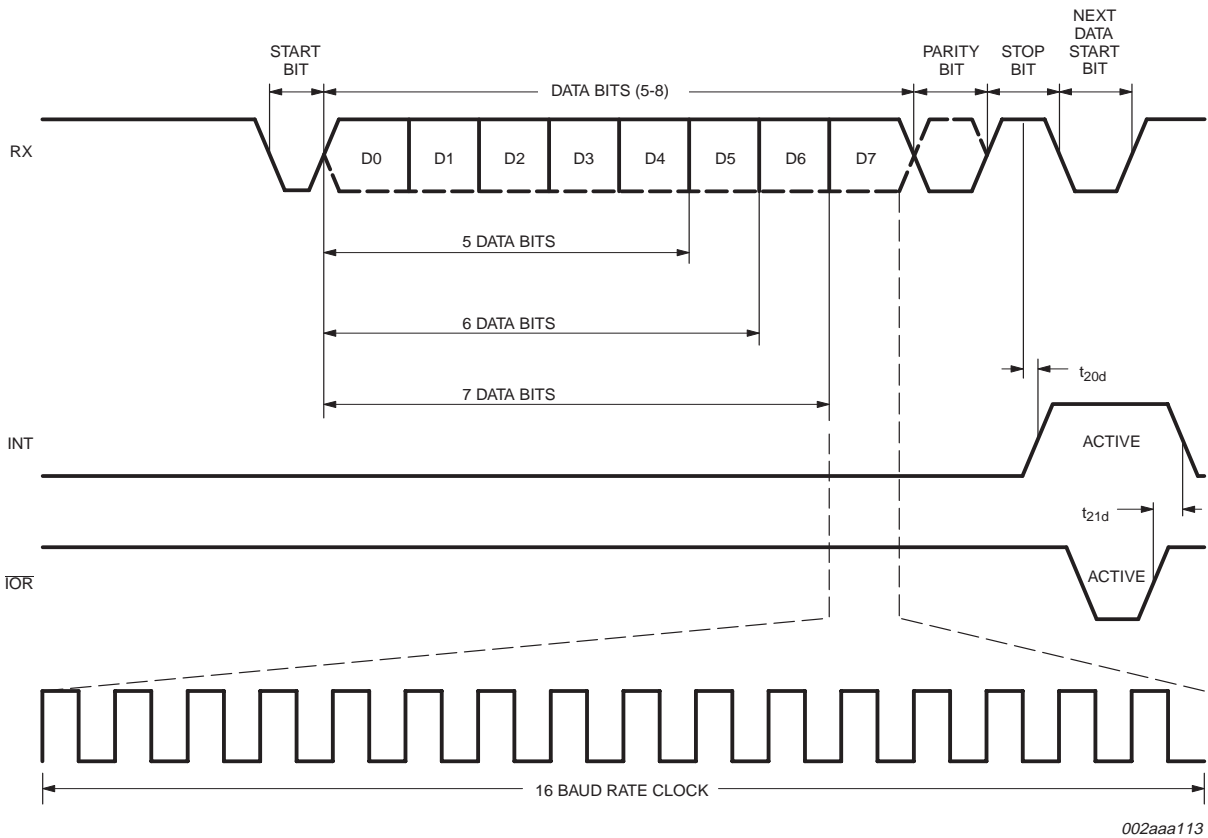 START
BIT
DATA BITS (5-8)
PARITY
BIT
STOP
BIT
NEXT
DATA
START
BIT
RX
D0 D1 D2 D3 D4 D5 D6 D7
5 DATA BITS
6 DATA BITS
7 DATA BITS
t20d
INT
ACTIVE
t21d
IOR
ACTIVE
16 BAUD RATE CLOCK
002aaa113